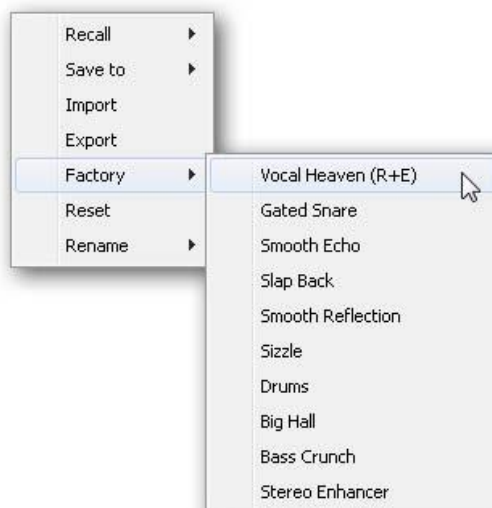 Recall
Save to
Import
Export
Factory
Reset
Rename
Vocal Heaven (R+E)
Gated Snare
Smooth Echo
Slap Back
Smooth Reflection
Sizzle
Drums
Big Hall
Bass Crunch
Stereo Enhancer